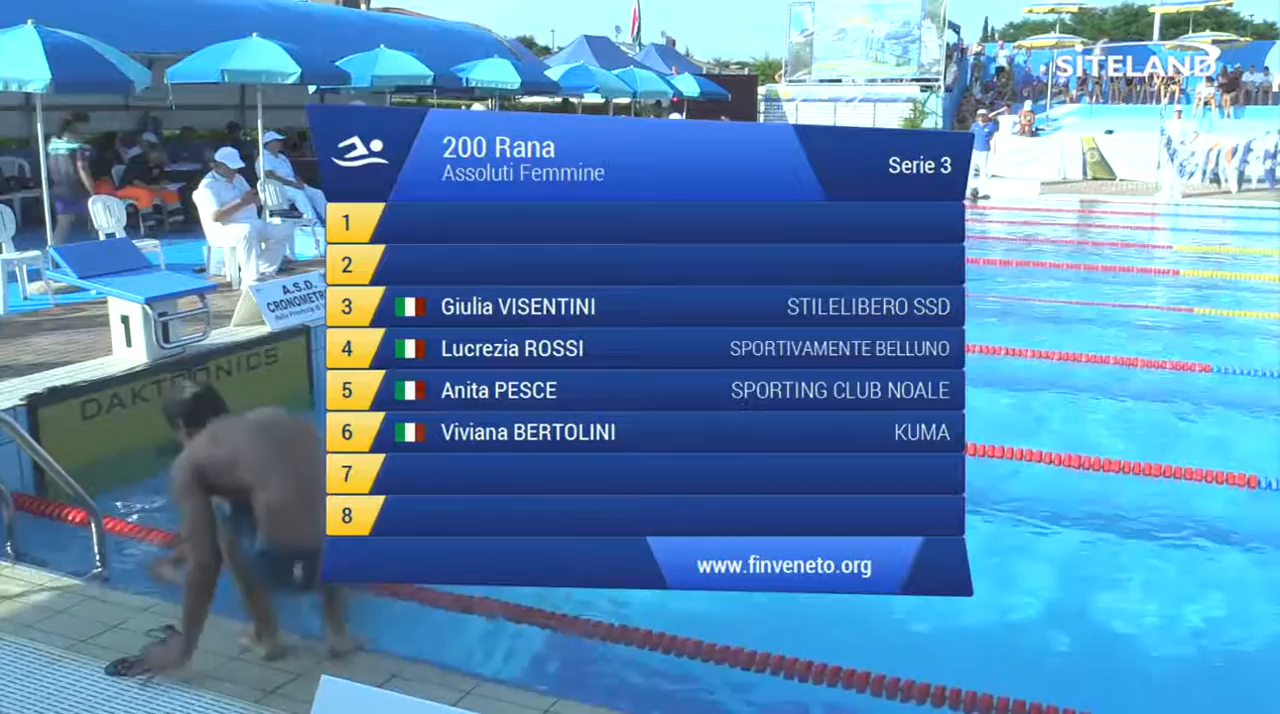 SITELAND
200 Rana
Assoluti Femmine
Serie 3
1
2
3 Giulia VISENTINI STILELIBERO SSD
4 Lucrezia ROSSI SPORTIVAMENTE BELLUNO
5 Anita PESCE SPORTING CLUB NOALE
6 Viviana BERTOLINI KUMA
7
8
www.finveneto.org
A.S.D.
CRONOMETR
1
DAKTRONICS